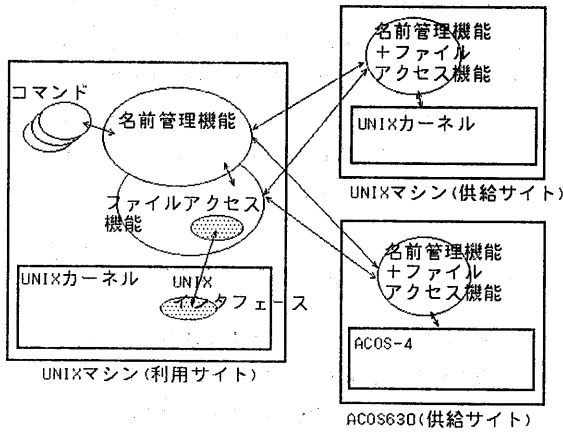 コマンド
名前管理機能
ファイルアクセス
機能
UNIXカーネル
UNIX
インタフェース
UNIXマシン(利用サイト)
名前管理機能
+ファイル
アクセス機能
UNIXカーネル
UNIXマシン(供給サイト)
名前管理機能
+ファイル
アクセス機能
ACOS-4
ACOS630(供給サイト)